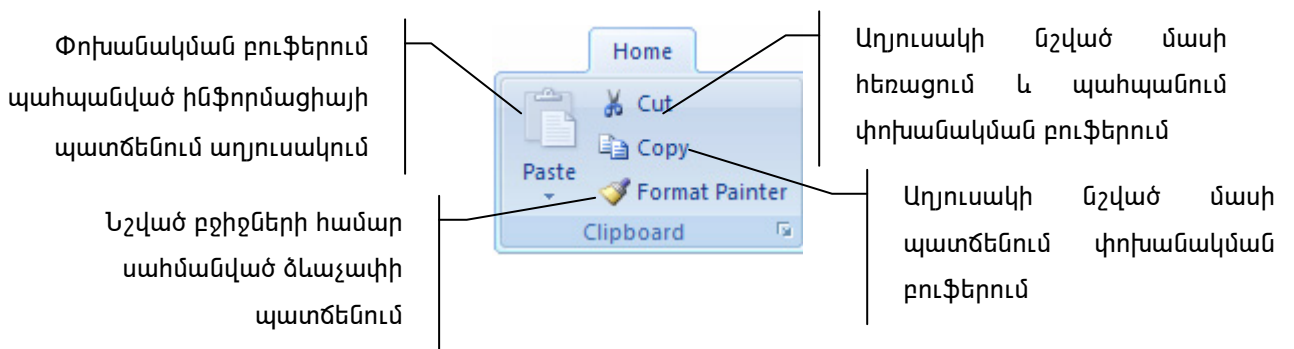 Փոխանակման բուֆերում
պահպանված ինֆորմացիայի
պատճենում աղյուսակում
Նշված բջիջների համար
սահմանված ձևաչափի
պատճենում
Home
Cut
Copy
Paste
Format Painter
Clipboard
Աղյուսակի նշված մասի
հեռացում և պահպանում
փոխանակման բուֆերում
Աղյուսակի նշված մասի
պատճենում փոխանակման
բուֆերում